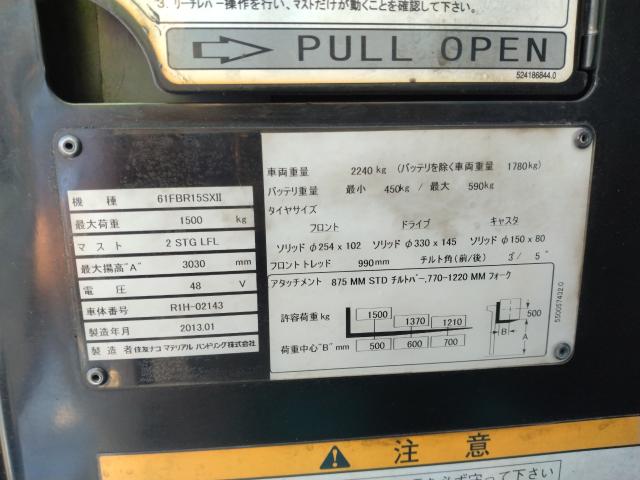 3. リーチレバー操作を行い、マストだけが動くことを確認して下さい。
PULL OPEN
524186844.0
機 種 61FBR15SXII
最大荷重 1500 kg
マスト 2 STG LFL
最大揚高"A" 3030 mm
電 圧 48 V
車体番号 R1H-02143
製造年月 2013.01
製 造 者 住友ナコ マテリアル ハンドリング株式会社
車両重量 2240 kg (バッテリを除く車両重量 1780kg)
バッテリ重量 最小 450kg / 最大 590kg
タイヤサイズ
フロント ドライブ キャスタ
ソリッド φ254 x 102 ソリッド φ330 x 145 ソリッド φ150 x 80
フロントトレッド 990mm チルト角(前/後) 3/ 5°
アタッチメント 875 MM STD チルトバー,770-1220 MM フォーク
許容荷重 kg 1500 1370 1210
荷重中心"B" mm 500 600 700
500
B
A
550057432.0
注 意